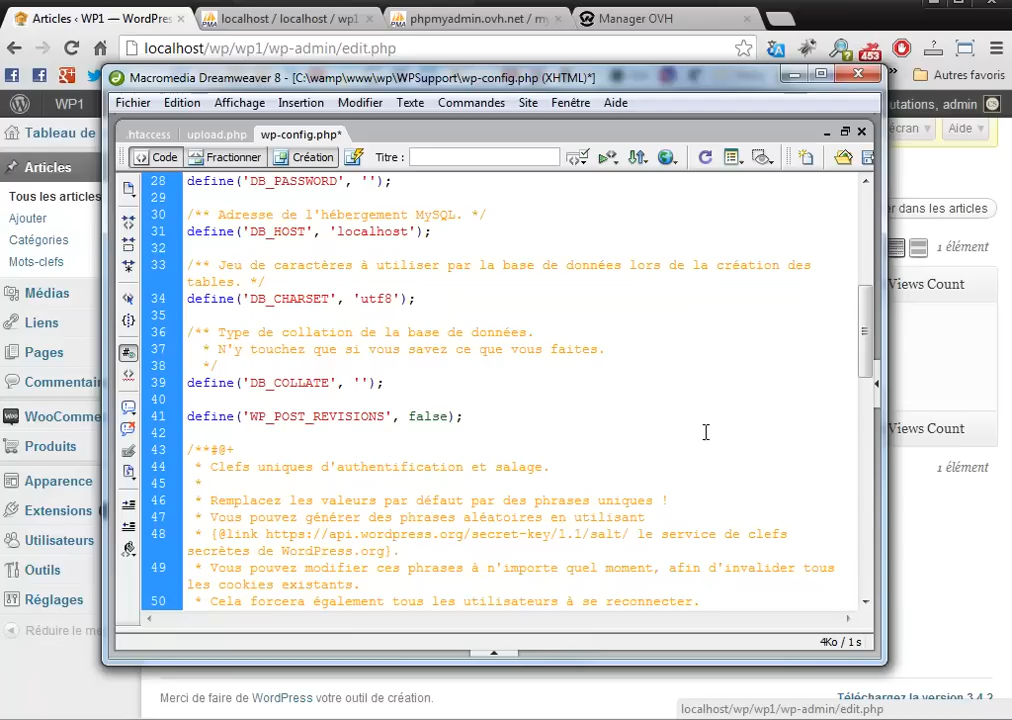 Articles ‹ WP1 — WordPre
localhost / localhost / wp1
phpmyadmin.ovh.net / my
Manager OVH
localhost/wp/wp1/wp-admin/edit.php
453
Autres favoris
Macromedia Dreamweaver 8 - [C:\wamp\www\wp\WPSupport\wp-config.php (XHTML)*]
WP1
utations, admin
Fichier Edition Affichage Insertion Modifier Texte Commandes Site Fenêtre Aide
écran Aide
Tableau de
.htaccess upload.php wp-config.php*
Code Fractionner Création Titre :
Articles
Tous les articles
Ajouter
Catégories
Mots-clefs
Médias
Liens
Pages
Commentai
WooComme
Produits
Apparence
Extensions
Utilisateurs
Outils
Réglages
Réduire le me
28 define('DB_PASSWORD', '');
29
30 /** Adresse de l'hébergement MySQL. */
31 define('DB_HOST', 'localhost');
32
33 /** Jeu de caractères à utiliser par la base de données lors de la création des
tables. */
34 define('DB_CHARSET', 'utf8');
35
36 /** Type de collation de la base de données.
37 * N'y touchez que si vous savez ce que vous faites.
38 */
39 define('DB_COLLATE', '');
40
41 define('WP_POST_REVISIONS', false);
42
43 /**#@+
44 * Clefs uniques d'authentification et salage.
45 *
46 * Remplacez les valeurs par défaut par des phrases uniques !
47 * Vous pouvez générer des phrases aléatoires en utilisant
48 * {@link https://api.wordpress.org/secret-key/1.1/salt/ le service de clefs
secrètes de WordPress.org}.
49 * Vous pouvez modifier ces phrases à n'importe quel moment, afin d'invalider tous
les cookies existants.
50 * Cela forcera également tous les utilisateurs à se reconnecter.
4Ko / 1 s
er dans les articles
1 élément
Views Count
Views Count
1 élément
Merci de faire de WordPress votre outil de création.
Téléchargez la version 3.4.2
localhost/wp/wp1/wp-admin/edit.php